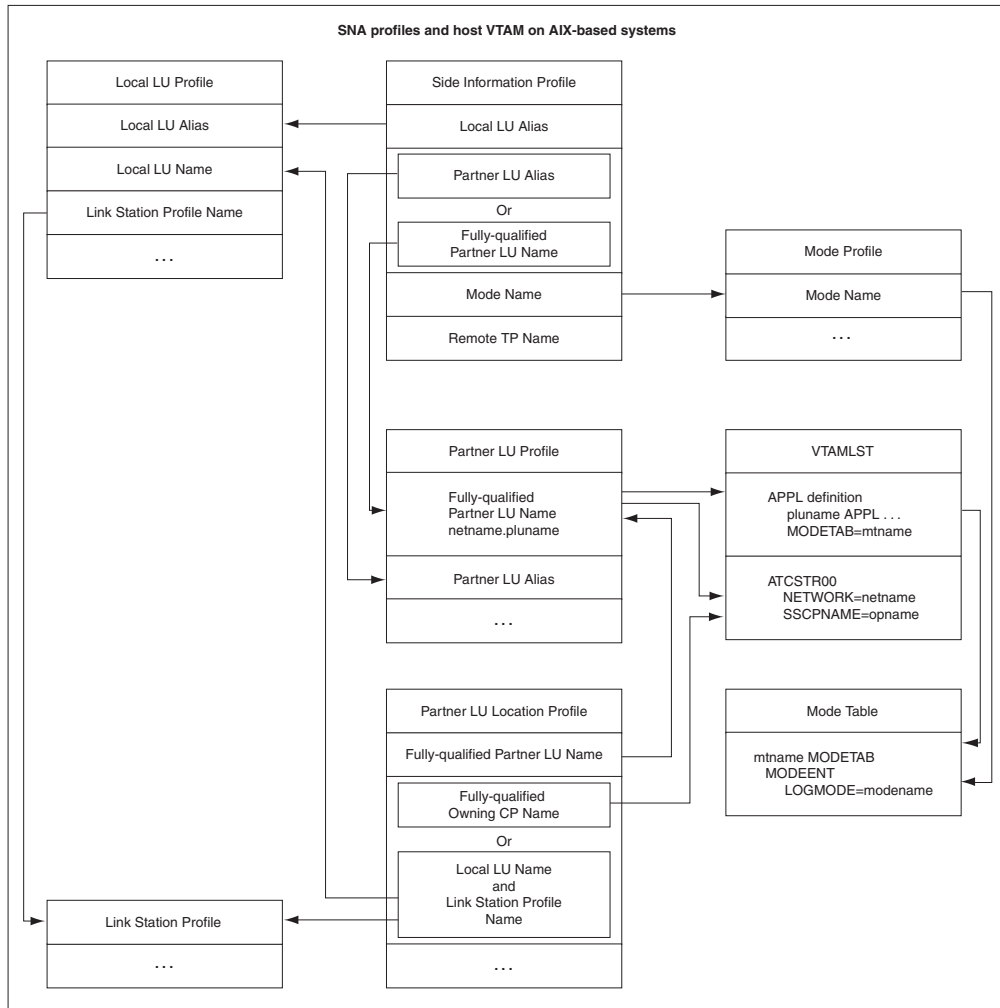 SNA profiles and host VTAM on AIX-based systems
Local LU Profile
Local LU Alias
Local LU Name
Link Station Profile Name
...
Side Information Profile
Local LU Alias
Partner LU Alias
Or
Fully-qualified
Partner LU Name
Mode Name
Remote TP Name
Mode Profile
Mode Name
...
Partner LU Profile
Fully-qualified
Partner LU Name
netname.pluname
Partner LU Alias
...
VTAMLST
APPL definition
pluname APPL . . .
MODETAB=mtname
ATCSTR00
NETWORK=netname
SSCPNAME=opname
Partner LU Location Profile
Fully-qualified Partner LU Name
Fully-qualified
Owning CP Name
Or
Local LU Name
and
Link Station Profile
Name
...
Mode Table
mtname MODETAB
MODEENT
LOGMODE=modename
Link Station Profile
...